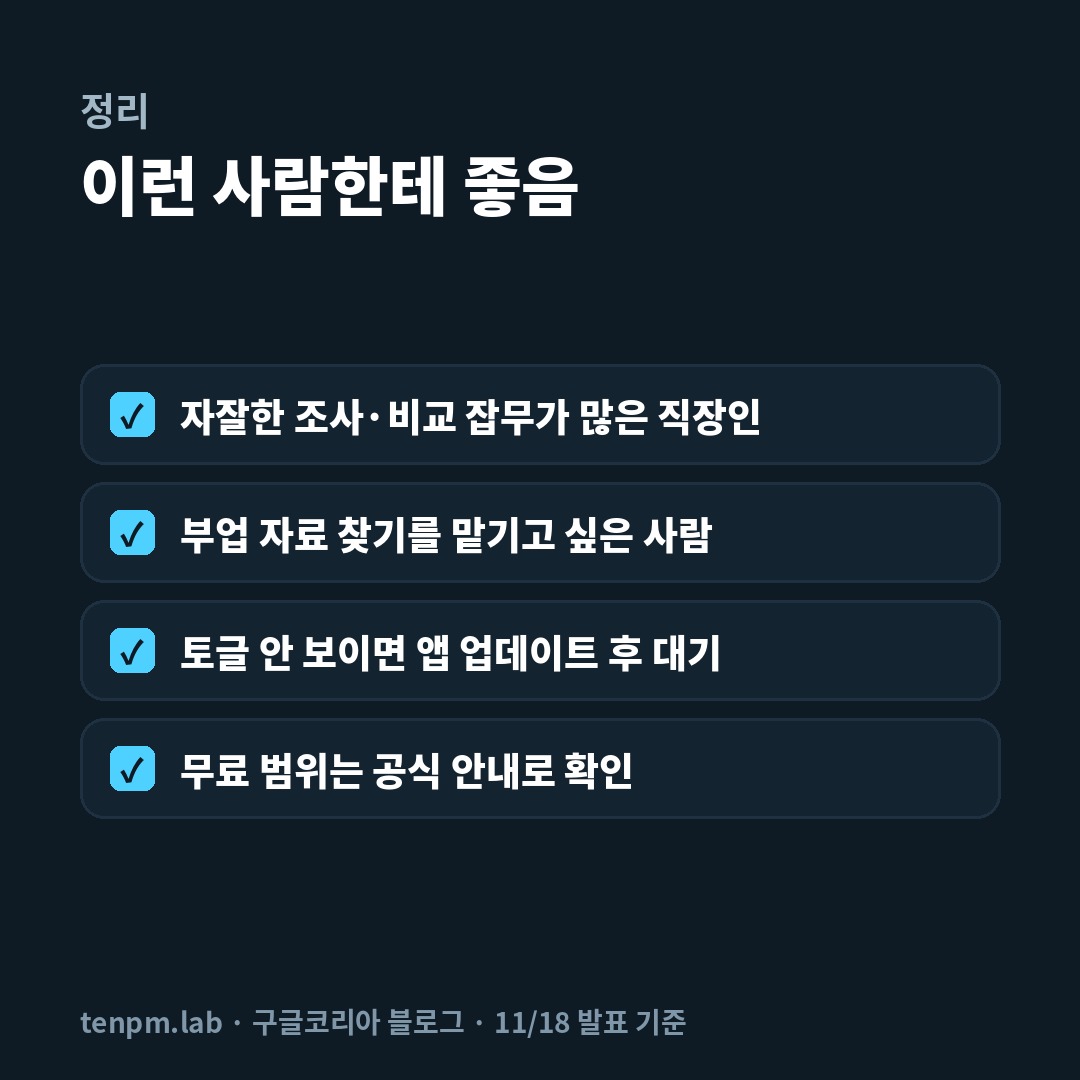 정리
이런 사람한테 좋음
자잘한 조사·비교 잡무가 많은 직장인
부업 자료 찾기를 맡기고 싶은 사람
토글 안 보이면 앱 업데이트 후 대기
무료 범위는 공식 안내로 확인
tenpm.lab · 구글코리아 블로그 · 11/18 발표 기준